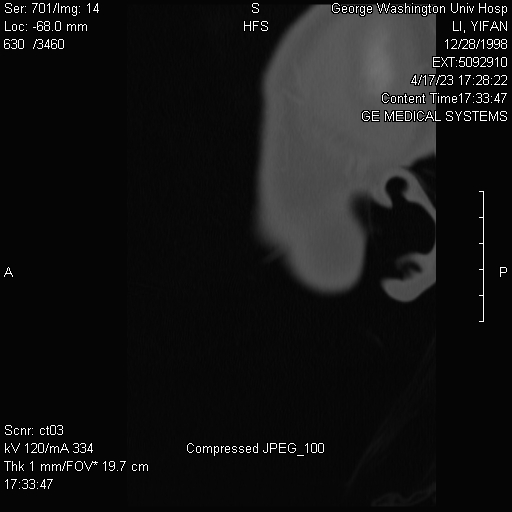 Ser: 701/Img: 14
Loc: -68.0 mm
630 /3460
S
HFS
George Washington Univ Hosp
LI, YIFAN
12/28/1998
EXT:5092910
4/17/23 17:28:22
Content Time17:33:47
GE MEDICAL SYSTEMS
A
P
Scnr: ct03
kV 120/mA 334
Thk 1 mm/FOV* 19.7 cm
17:33:47
Compressed JPEG_100